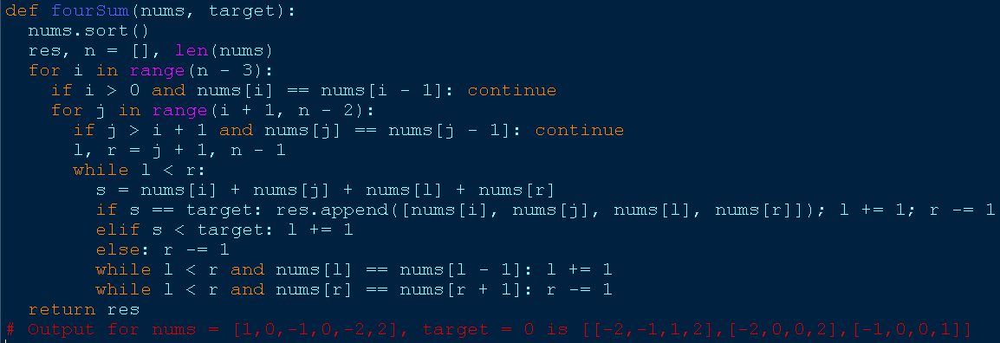 def fourSum(nums, target):
  nums.sort()
  res, n = [], len(nums)
  for i in range(n - 3):
    if i > 0 and nums[i] == nums[i - 1]: continue
    for j in range(i + 1, n - 2):
      if j > i + 1 and nums[j] == nums[j - 1]: continue
      l, r = j + 1, n - 1
      while l < r:
        s = nums[i] + nums[j] + nums[l] + nums[r]
        if s == target: res.append([nums[i], nums[j], nums[l], nums[r]]); l += 1; r -= 1
        elif s < target: l += 1
        else: r -= 1
        while l < r and nums[l] == nums[l - 1]: l += 1
        while l < r and nums[r] == nums[r + 1]: r -= 1
  return res
# Output for nums = [1,0,-1,0,-2,2], target = 0 is [[-2,-1,1,2],[-2,0,0,2],[-1,0,0,1]]